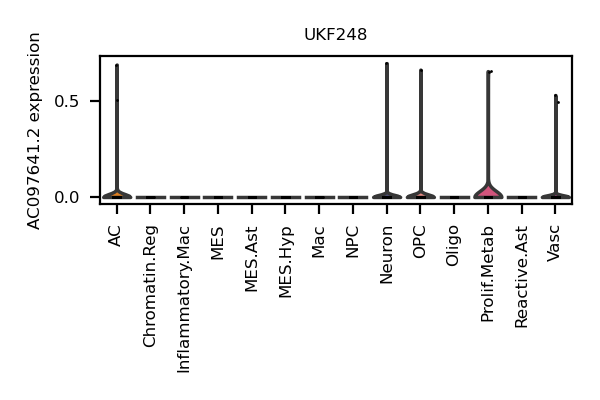 UKF248
AC097641.2 expression
0.5
0.0
AC
Chromatin.Reg
Inflammatory.Mac
MES
MES.Ast
MES.Hyp
Mac
NPC
Neuron
OPC
Oligo
Prolif.Metab
Reactive.Ast
Vasc